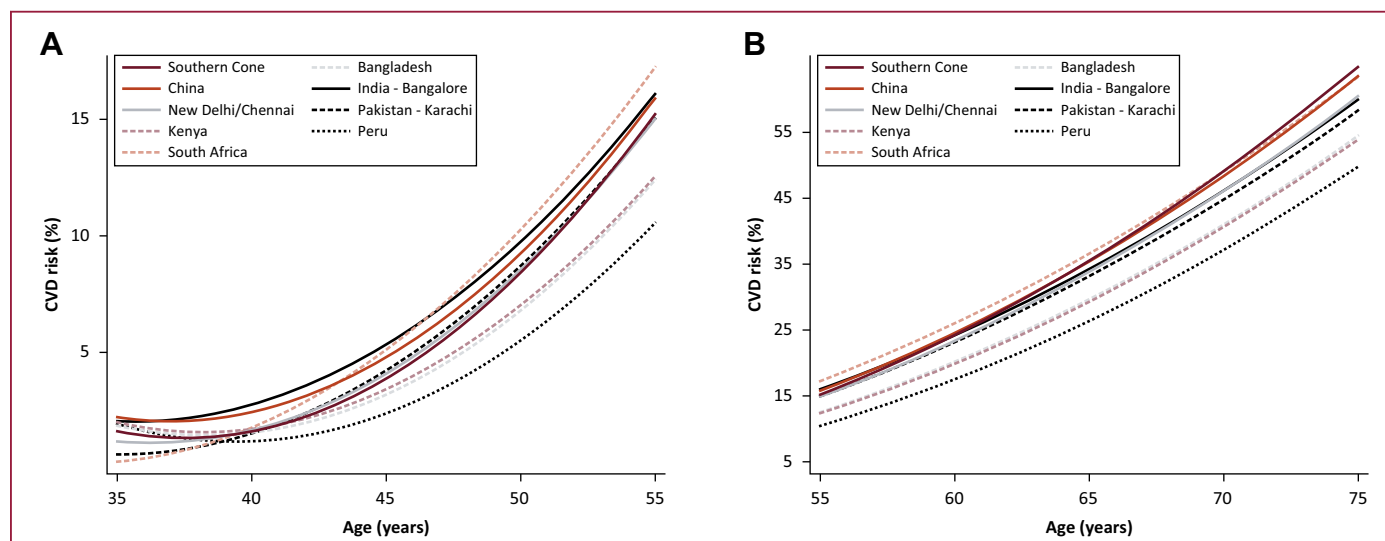 A
Southern Cone
China
New Delhi/Chennai
Kenya
South Africa
Bangladesh
India - Bangalore
Pakistan - Karachi
Peru
CVD risk (%)
15
10
5
35 40 45 50 55
Age (years)
B
Southern Cone
China
New Delhi/Chennai
Kenya
South Africa
Bangladesh
India - Bangalore
Pakistan - Karachi
Peru
CVD risk (%)
55
45
35
25
15
5
55 60 65 70 75
Age (years)